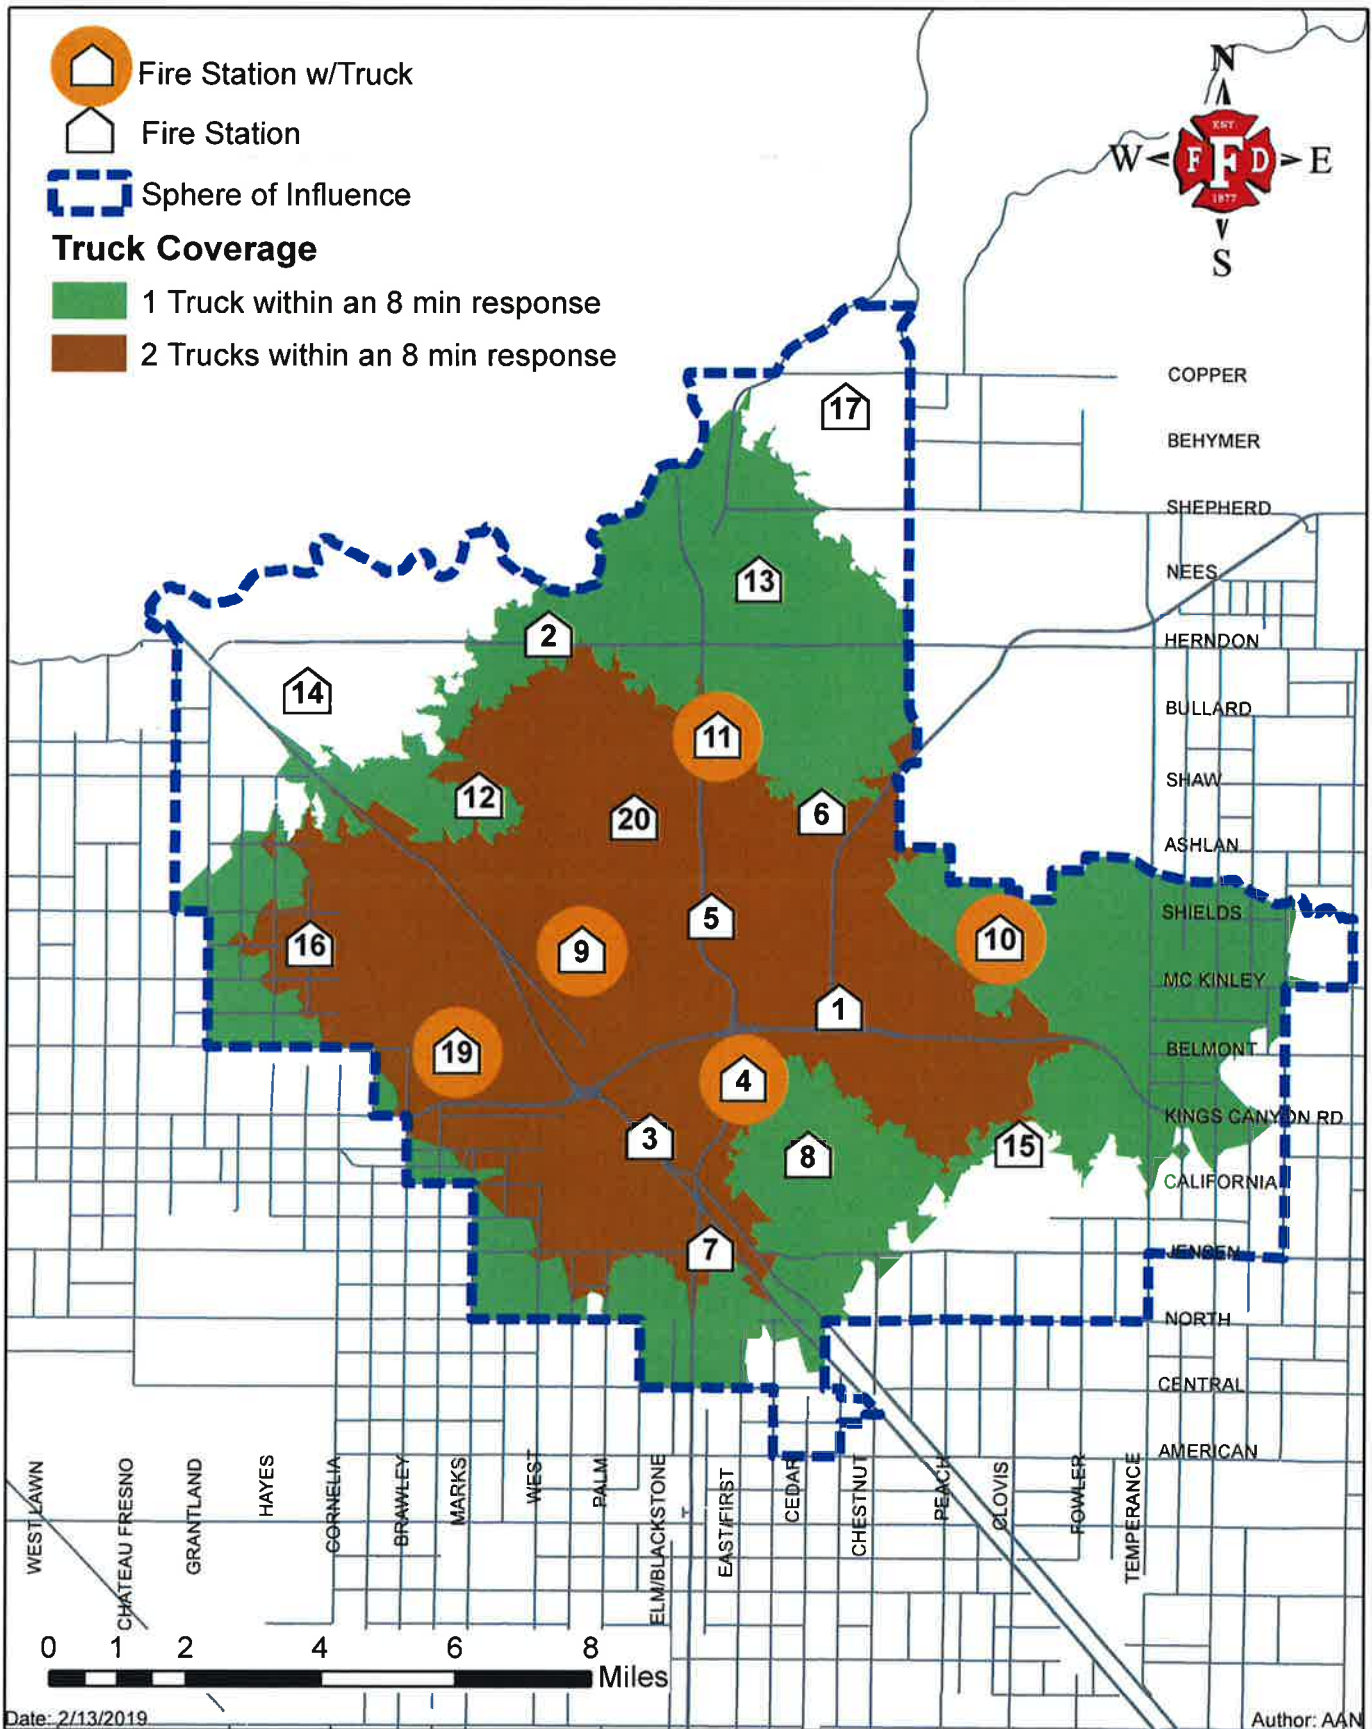 Fire Station w/Truck
Fire Station
Sphere of Influence
Truck Coverage
1 Truck within an 8 min response
2 Trucks within an 8 min response
N
W
EST.
F F D
1877
E
S
COPPER
17
BEHYMER
SHEPHERD
NEES
13
2
HERNDON
14
BULLARD
11
SHAW
12
20
6
ASHLAN
SHIELDS
5
16
9
10
MC KINLEY
1
BELMONT
19
4
KINGS CANYON RD
3
8
15
CALIFORNIA
7
JENSEN
NORTH
CENTRAL
AMERICAN
WEST LAWN
CHATEAU FRESNO
GRANTLAND
HAYES
CORNELIA
BRAWLEY
MARKS
WEST
PALM
ELM/BLACKSTONE
EAST/FIRST
CEDAR
CHESTNUT
PEACH
CLOVIS
FOWLER
TEMPERANCE
0 1 2 4 6 8
Miles
Date: 2/13/2019
Author: AAN